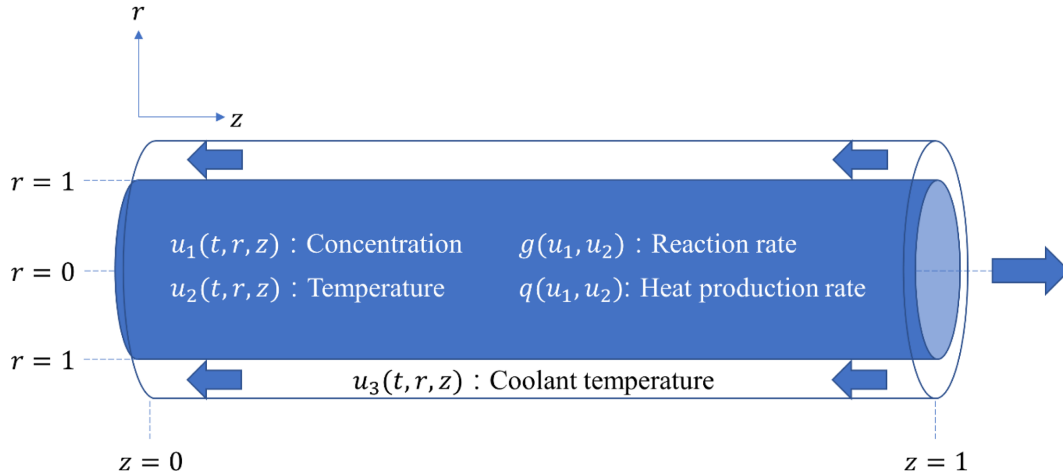 r
z
r = 1
u₁(t, r, z) : Concentration g(u₁, u₂) : Reaction rate
r = 0
u₂(t, r, z) : Temperature q(u₁, u₂): Heat production rate
r = 1
u₃(t, r, z) : Coolant temperature
z = 0 z = 1